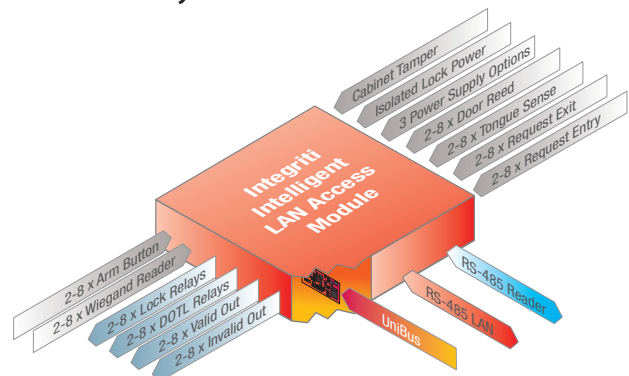 Cabinet Tamper
Isolated Lock Power
3 Power Supply Options
2-8 x Door Reed
2-8 x Tongue Sense
2-8 x Request Exit
2-8 x Request Entry
Integriti
Intelligent
LAN Access
Module
2-8 x Arm Button
2-8 x Wiegand Reader
2-8 x Lock Relays
2-8 x DOTL Relays
2-8 x Valid Out
2-8 x Invalid Out
RS-485 Reader
RS-485 LAN
UniBus